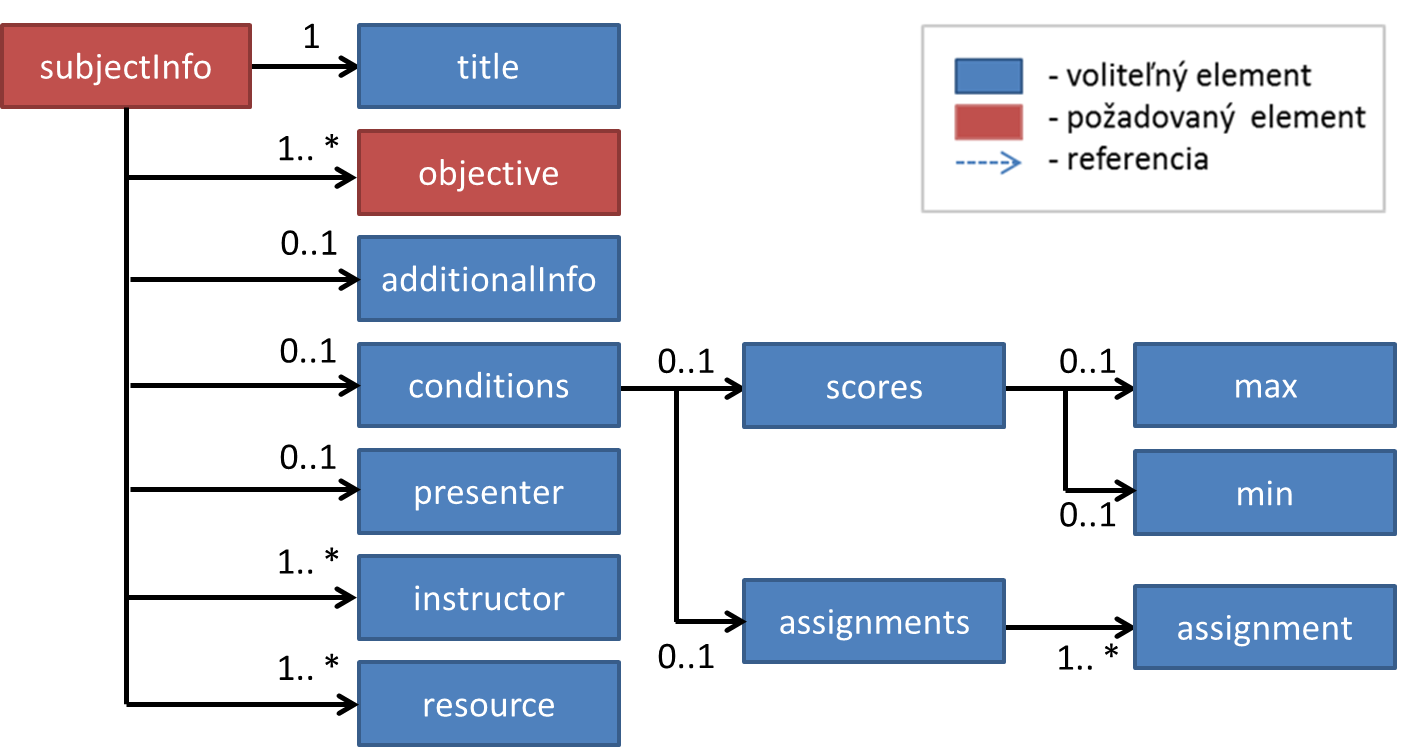 subjectInfo
1
title
1.. *
objective
0..1
additionalInfo
0..1
conditions
0..1
presenter
1.. *
instructor
1.. *
resource
0..1
scores
0..1
max
0..1
min
0..1
assignments
1.. *
assignment
- voliteľný element
- požadovaný element
- referencia